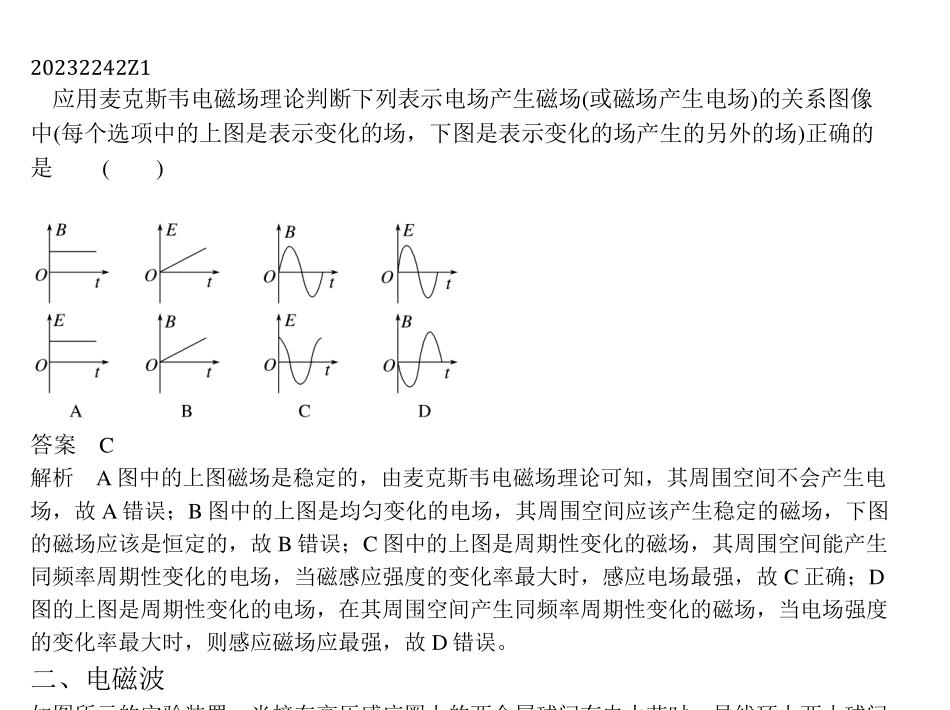 20232242Z1
应用麦克斯韦电磁场理论判断下列表示电场产生磁场(或磁场产生电场)的关系图像
中(每个选项中的上图是表示变化的场，下图是表示变化的场产生的另外的场)正确的
是 ( )
B E B E
O t O t O t O t
E B E B
O t O t O t O t
A B C D
答案 C
解析 A 图中的上图磁场是稳定的，由麦克斯韦电磁场理论可知，其周围空间不会产生电
场，故 A 错误；B 图中的上图是均匀变化的电场，其周围空间应该产生稳定的磁场，下图
的磁场应该是恒定的，故 B 错误；C 图中的上图是周期性变化的磁场，其周围空间能产生
同频率周期性变化的电场，当磁感应强度的变化率最大时，感应电场最强，故 C 正确；D
图的上图是周期性变化的电场，在其周围空间产生同频率周期性变化的磁场，当电场强度
的变化率最大时，则感应磁场应最强，故 D 错误。
二、电磁波